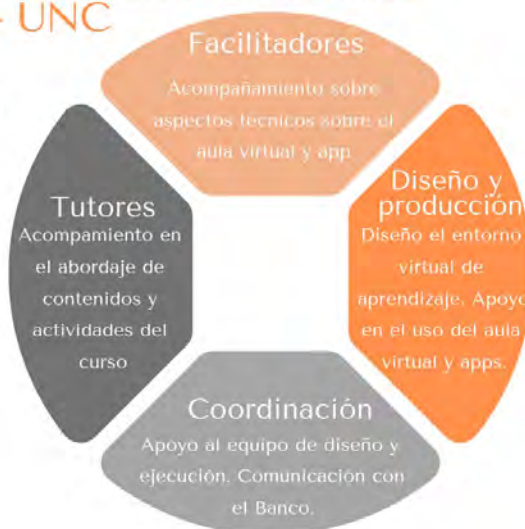 - UNC
Facilitadores
Acompañamiento sobre
aspectos técnicos sobre el
aula virtual y app
Diseño y
producción
Diseño el entorno
virtual de
aprendizaje. Apoyo
en el uso del aula
virtual y apps.
Tutores
Acompamiento en
el abordaje de
contenidos y
actividades del
curso
Coordinación
Apoyo al equipo de diseño y
ejecución. Comunicación con
el Banco.